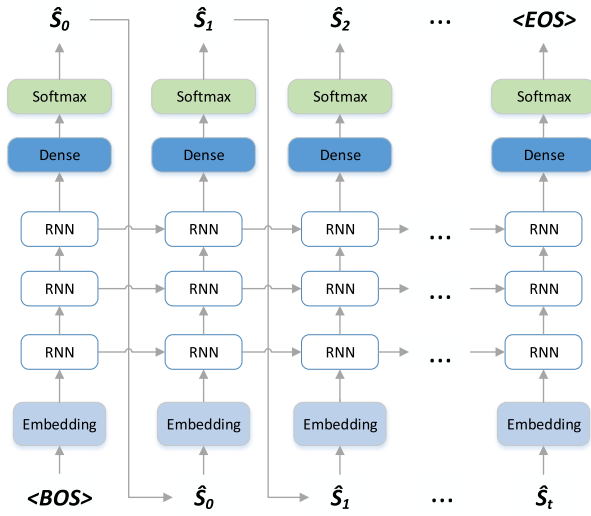 Ŝ0 Ŝ1 Ŝ2 ... <EOS>
Softmax Softmax Softmax Softmax
Dense Dense Dense Dense
RNN RNN RNN ... RNN
RNN RNN RNN ... RNN
RNN RNN RNN ... RNN
Embedding Embedding Embedding Embedding
<BOS> Ŝ0 Ŝ1 ... Ŝt